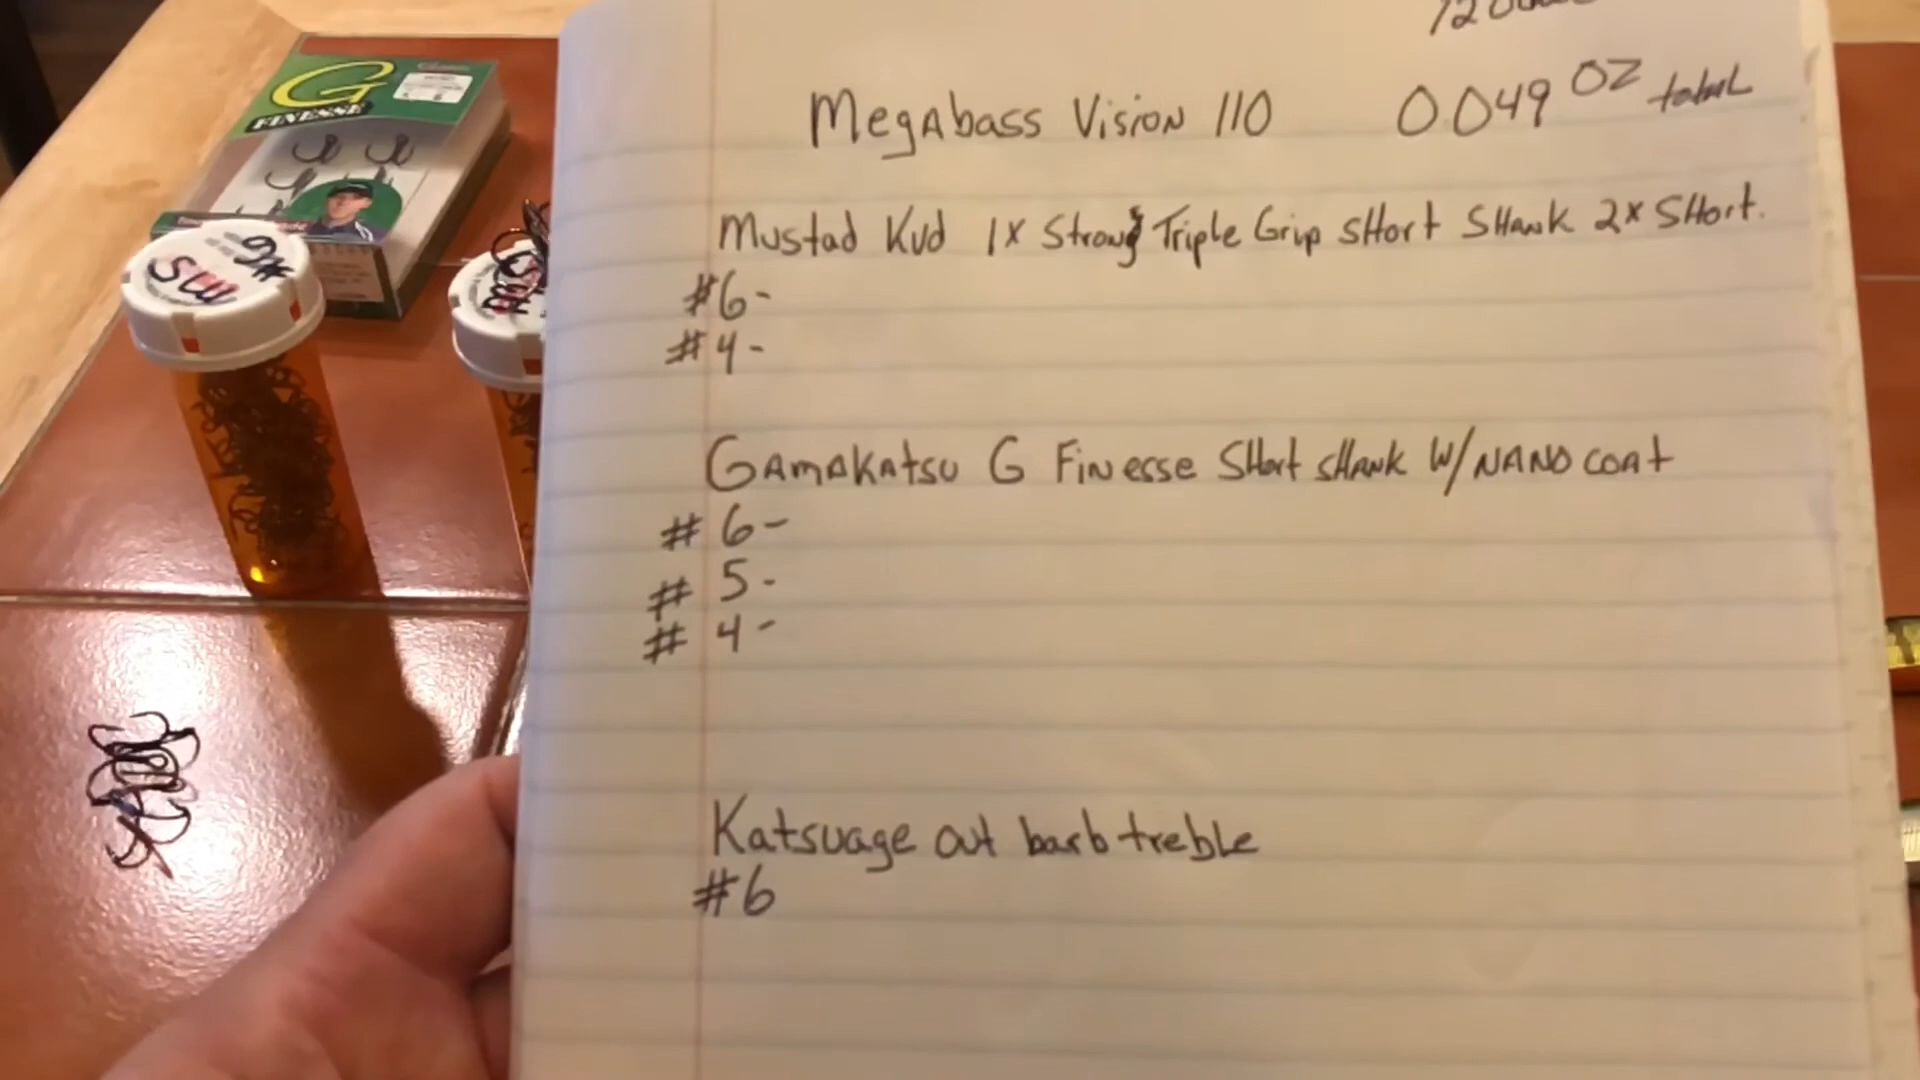 G
FINESSE
Megabass Vision 110 0.049 OZ total
Mustad Kvd 1x Strong Triple Grip SHort SHank 2x SHort.
#6-
#4-
Gamakatsu G Finesse SHort sHank W/NANO COAT
# 6-
# 5-
# 4-
Katsuage out barb treble
#6